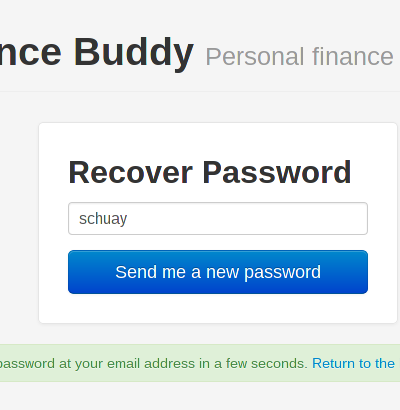 nce Buddy Personal finance
Recover Password
schuay
Send me a new password
password at your email address in a few seconds. Return to the